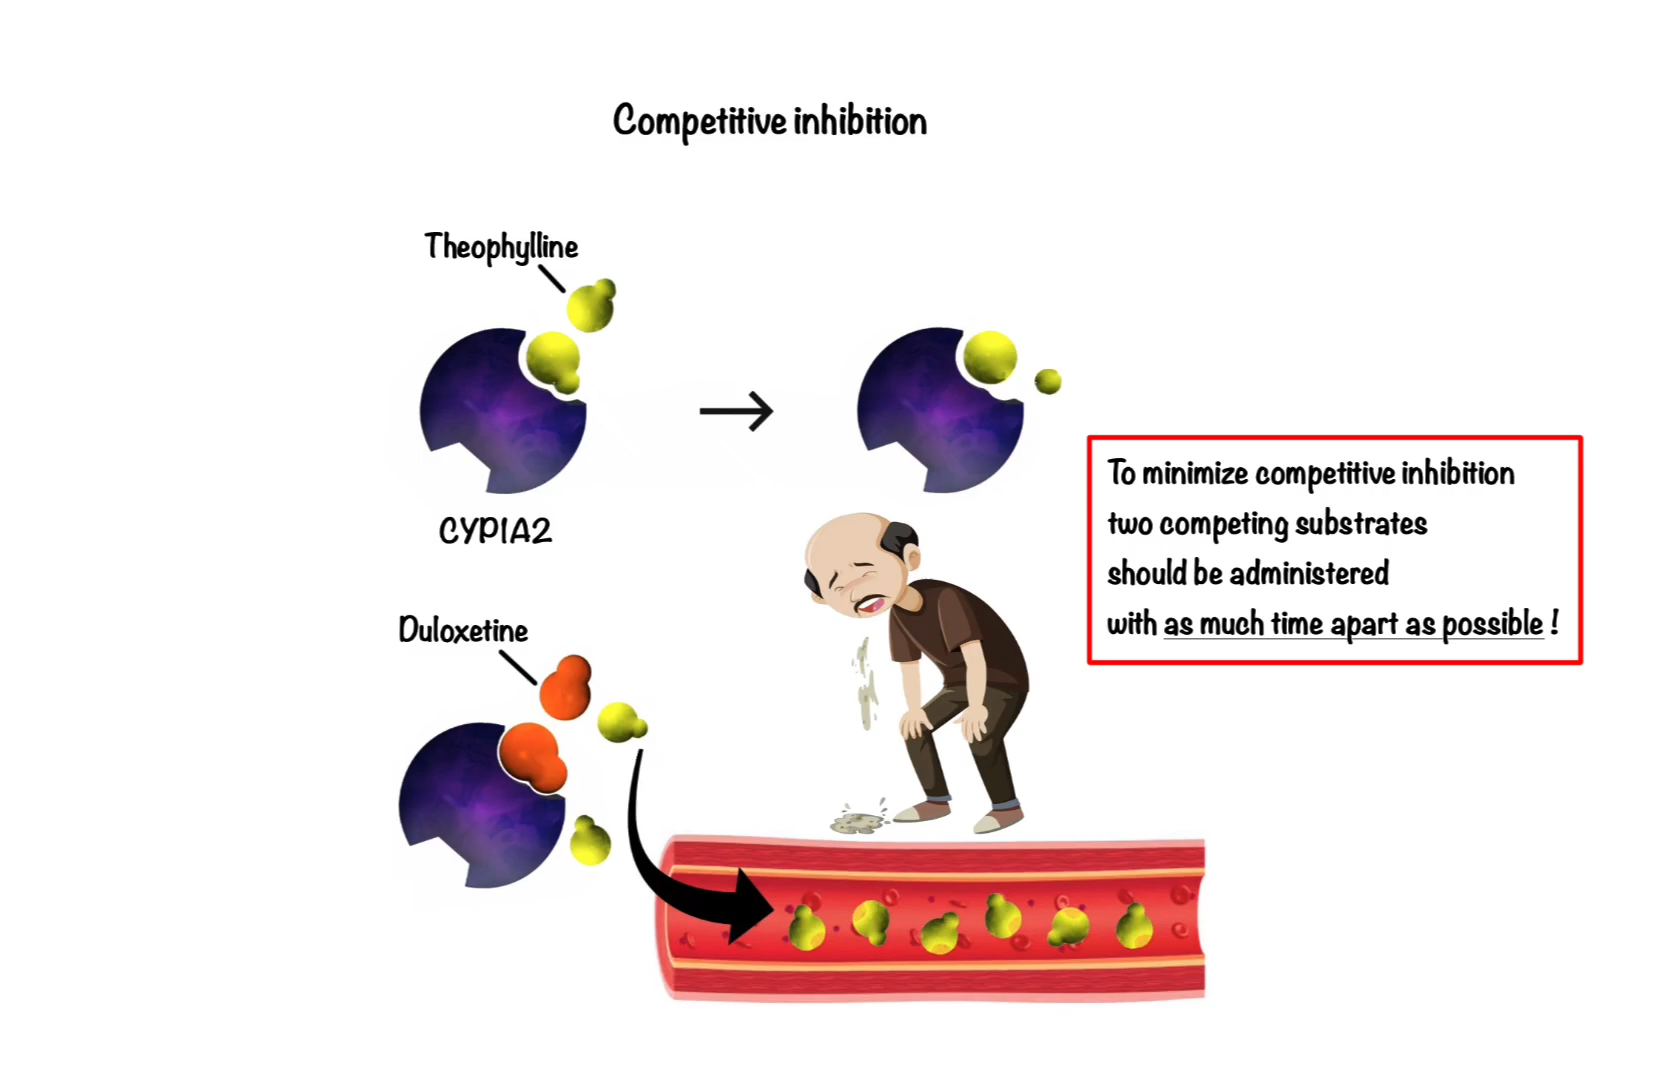 Competitive inhibition
Theophylline
CYP1A2
To minimize competitive inhibition
two competing substrates
should be administered
with as much time apart as possible !
Duloxetine